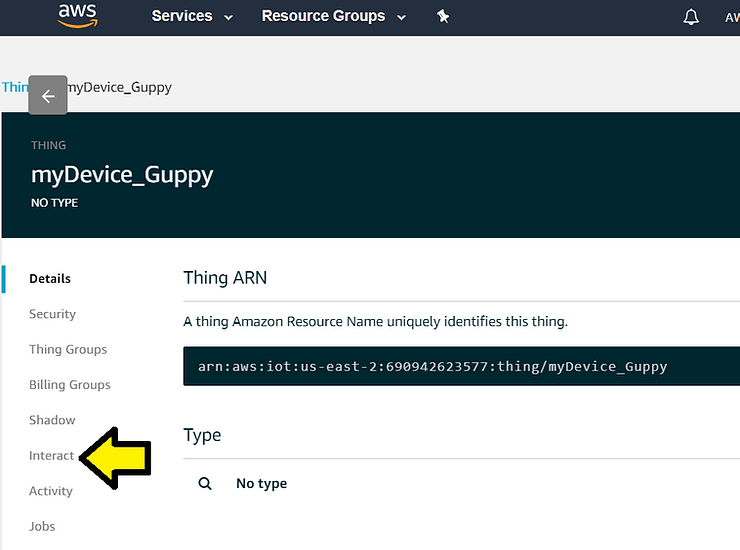 aws Services Resource Groups AW
Thin myDevice_Guppy
THING
myDevice_Guppy
NO TYPE
Details
Security
Thing Groups
Billing Groups
Shadow
Interact
Activity
Jobs
Thing ARN
A thing Amazon Resource Name uniquely identifies this thing.
arn:aws:iot:us-east-2:690942623577:thing/myDevice_Guppy
Type
No type